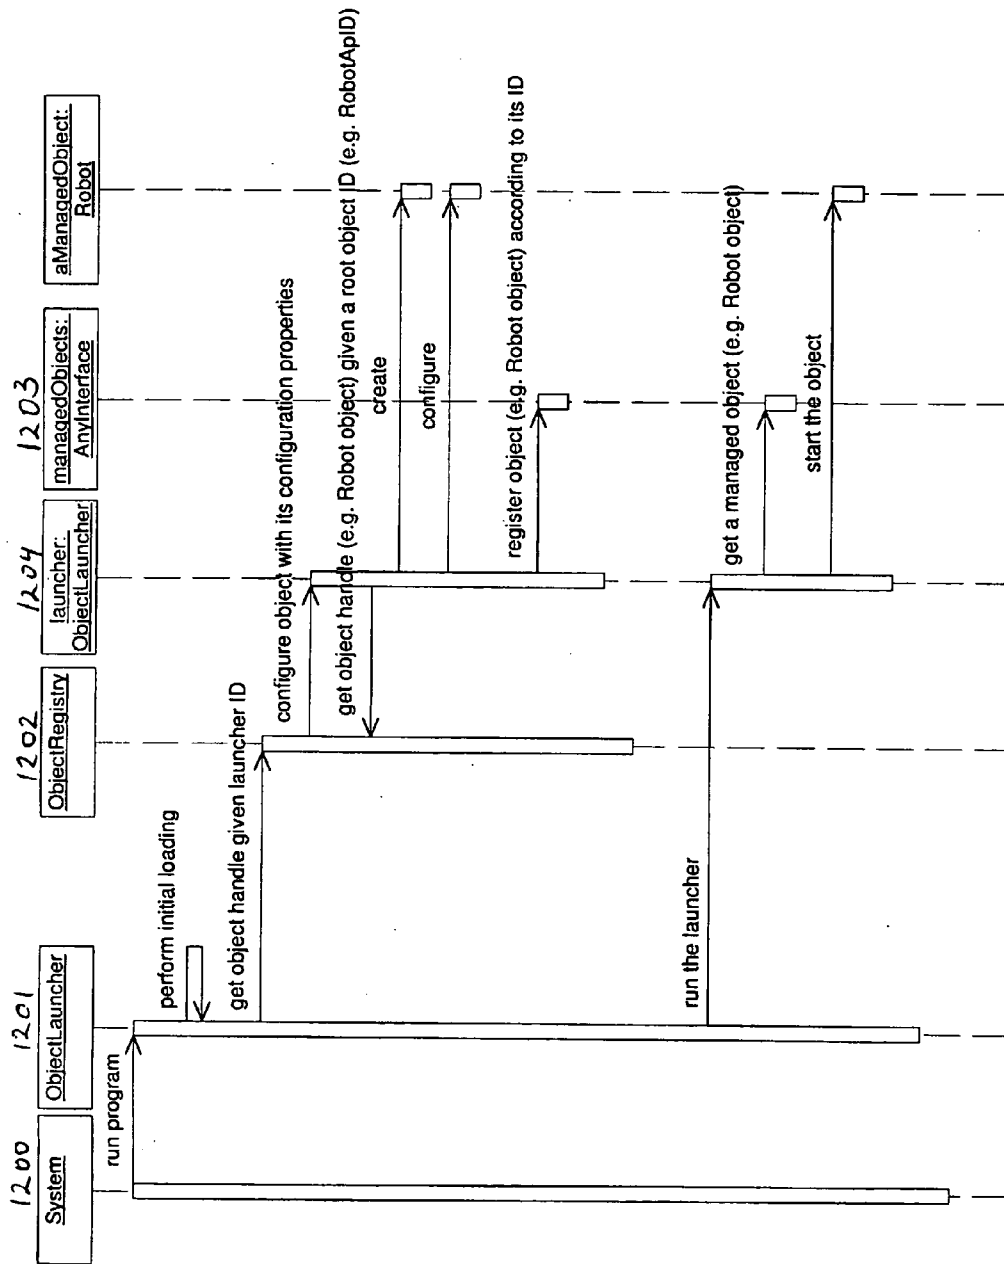 1200
System
1201
ObjectLauncher
1202
ObjectRegistry
1204
launcher:
ObjectLauncher
1203
managedObjects:
AnyInterface
aManagedObject:
Robot
run program
perform initial loading
get object handle given launcher ID
configure object with its configuration properties
get object handle (e.g. Robot object) given a root object ID (e.g. RobotApID)
create
configure
register object (e.g. Robot object) according to its ID
run the launcher
get a managed object (e.g. Robot object)
start the object